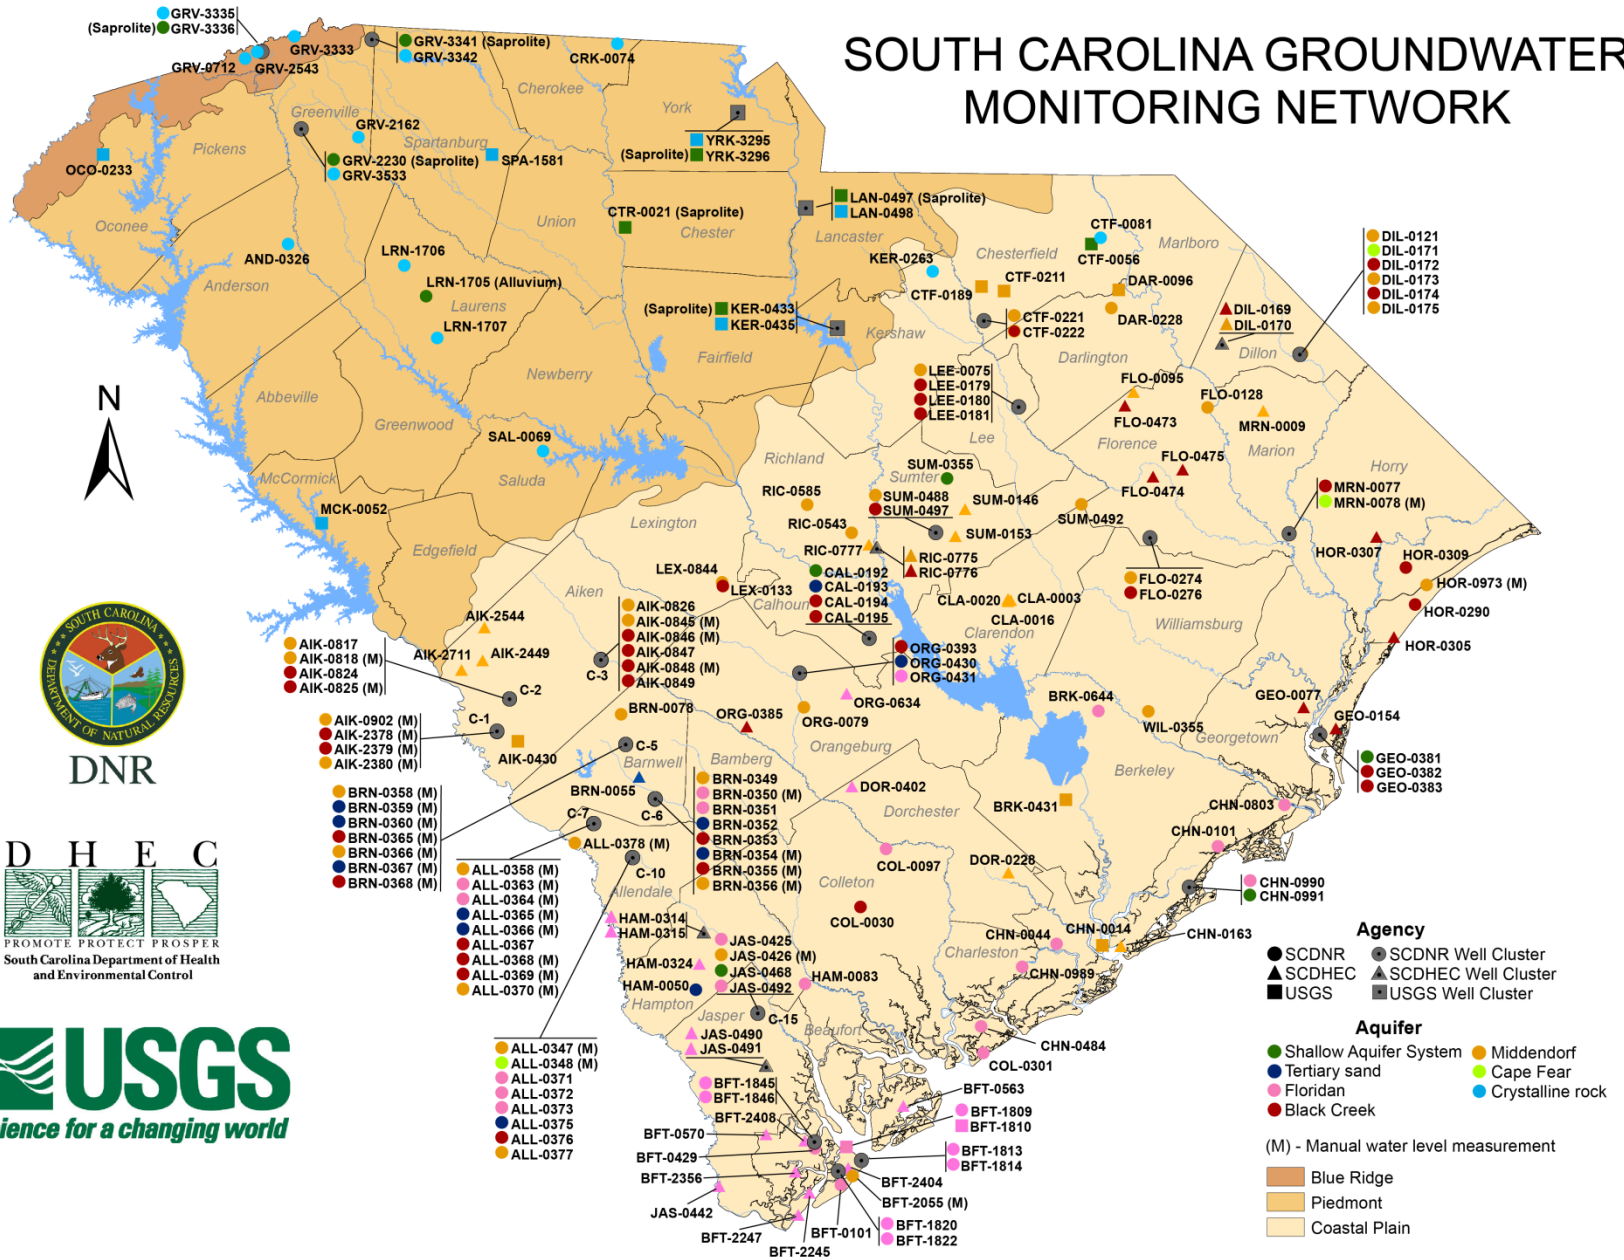 SOUTH CAROLINA GROUNDWATER
MONITORING NETWORK
GRV-3335
(Saprolite) GRV-3336
GRV-3333
GRV-0712
GRV-2543
GRV-3341 (Saprolite)
GRV-3342
CRK-0074
Cherokee
York
Greenville
GRV-2162
Spartanburg
Pickens
OCO-0233
GRV-2230 (Saprolite)
GRV-3533
SPA-1581
YRK-3295
(Saprolite) YRK-3296
LAN-0497 (Saprolite)
LAN-0498
Oconee
Union
CTR-0021 (Saprolite)
Chester
Lancaster
AND-0326
LRN-1706
Anderson
LRN-1705 (Alluvium)
Laurens
LRN-1707
KER-0263
Chesterfield
CTF-0081
CTF-0056
Marlboro
CTF-0189
CTF-0211
DAR-0096
DAR-0228
CTF-0221
CTF-0222
DIL-0121
DIL-0171
DIL-0172
DIL-0173
DIL-0174
DIL-0175
DIL-0169
DIL-0170
Dillon
(Saprolite) KER-0433
KER-0435
Kershaw
Fairfield
Darlington
Newberry
Abbeville
Greenwood
N
LEE-0075
LEE-0179
LEE-0180
LEE-0181
Lee
FLO-0095
FLO-0473
FLO-0128
MRN-0009
Florence
Marion
FLO-0475
FLO-0474
Horry
SAL-0069
Saluda
McCormick
MCK-0052
Edgefield
Lexington
Richland
RIC-0585
RIC-0543
RIC-0777
RIC-0775
RIC-0776
SUM-0355
Sumter
SUM-0488
SUM-0497
SUM-0146
SUM-0153
SUM-0492
MRN-0077
MRN-0078 (M)
HOR-0307
HOR-0309
HOR-0973 (M)
HOR-0290
HOR-0305
FLO-0274
FLO-0276
Williamsburg
LEX-0844
LEX-0133
Calhoun
CAL-0192
CAL-0193
CAL-0194
CAL-0195
CLA-0020
CLA-0003
CLA-0016
Clarendon
Aiken
AIK-2544
AIK-2711
AIK-2449
AIK-0826
AIK-0845 (M)
AIK-0846 (M)
AIK-0847
AIK-0848 (M)
AIK-0849
C-3
AIK-0817
AIK-0818 (M)
AIK-0824
AIK-0825 (M)
C-2
C-1
AIK-0902 (M)
AIK-2378 (M)
AIK-2379 (M)
AIK-2380 (M)
AIK-0430
BRN-0078
ORG-0385
ORG-0393
ORG-0430
ORG-0431
ORG-0634
ORG-0079
Orangeburg
BRK-0644
WIL-0355
GEO-0077
GEO-0154
Georgetown
GEO-0381
GEO-0382
GEO-0383
Berkeley
BRK-0431
C-5
Barnwell
Bamberg
BRN-0055
C-6
C-7
BRN-0358 (M)
BRN-0359 (M)
BRN-0360 (M)
BRN-0365 (M)
BRN-0366 (M)
BRN-0367 (M)
BRN-0368 (M)
BRN-0349
BRN-0350 (M)
BRN-0351
BRN-0352
BRN-0353
BRN-0354 (M)
BRN-0355 (M)
BRN-0356 (M)
DOR-0402
Dorchester
CHN-0803
CHN-0101
CHN-0990
CHN-0991
ALL-0378 (M)
C-10
Allendale
ALL-0358 (M)
ALL-0363 (M)
ALL-0364 (M)
ALL-0365 (M)
ALL-0366 (M)
ALL-0367
ALL-0368 (M)
ALL-0369 (M)
ALL-0370 (M)
COL-0097
Colleton
COL-0030
DOR-0228
CHN-0044
CHN-0014
CHN-0163
Charleston
CHN-0989
HAM-0314
HAM-0315
HAM-0324
HAM-0050
Hampton
JAS-0425
JAS-0426 (M)
JAS-0468
JAS-0492
HAM-0083
Jasper
C-15
Beaufort
JAS-0490
JAS-0491
CHN-0484
COL-0301
ALL-0347 (M)
ALL-0348 (M)
ALL-0371
ALL-0372
ALL-0373
ALL-0375
ALL-0376
ALL-0377
BFT-1845
BFT-1846
BFT-2408
BFT-0570
BFT-0429
BFT-2356
JAS-0442
BFT-2247
BFT-2245
BFT-0101
BFT-0563
BFT-1809
BFT-1810
BFT-1813
BFT-1814
BFT-2404
BFT-2055 (M)
BFT-1820
BFT-1822
SOUTH CAROLINA
DEPARTMENT OF NATURAL RESOURCES
DNR
D H E C
PROMOTE PROTECT PROSPER
South Carolina Department of Health
and Environmental Control
USGS
ience for a changing world
Agency
SCDNR
SCDHEC
USGS
SCDNR Well Cluster
SCDHEC Well Cluster
USGS Well Cluster
Aquifer
Shallow Aquifer System
Tertiary sand
Floridan
Black Creek
Middendorf
Cape Fear
Crystalline rock
(M) - Manual water level measurement
Blue Ridge
Piedmont
Coastal Plain